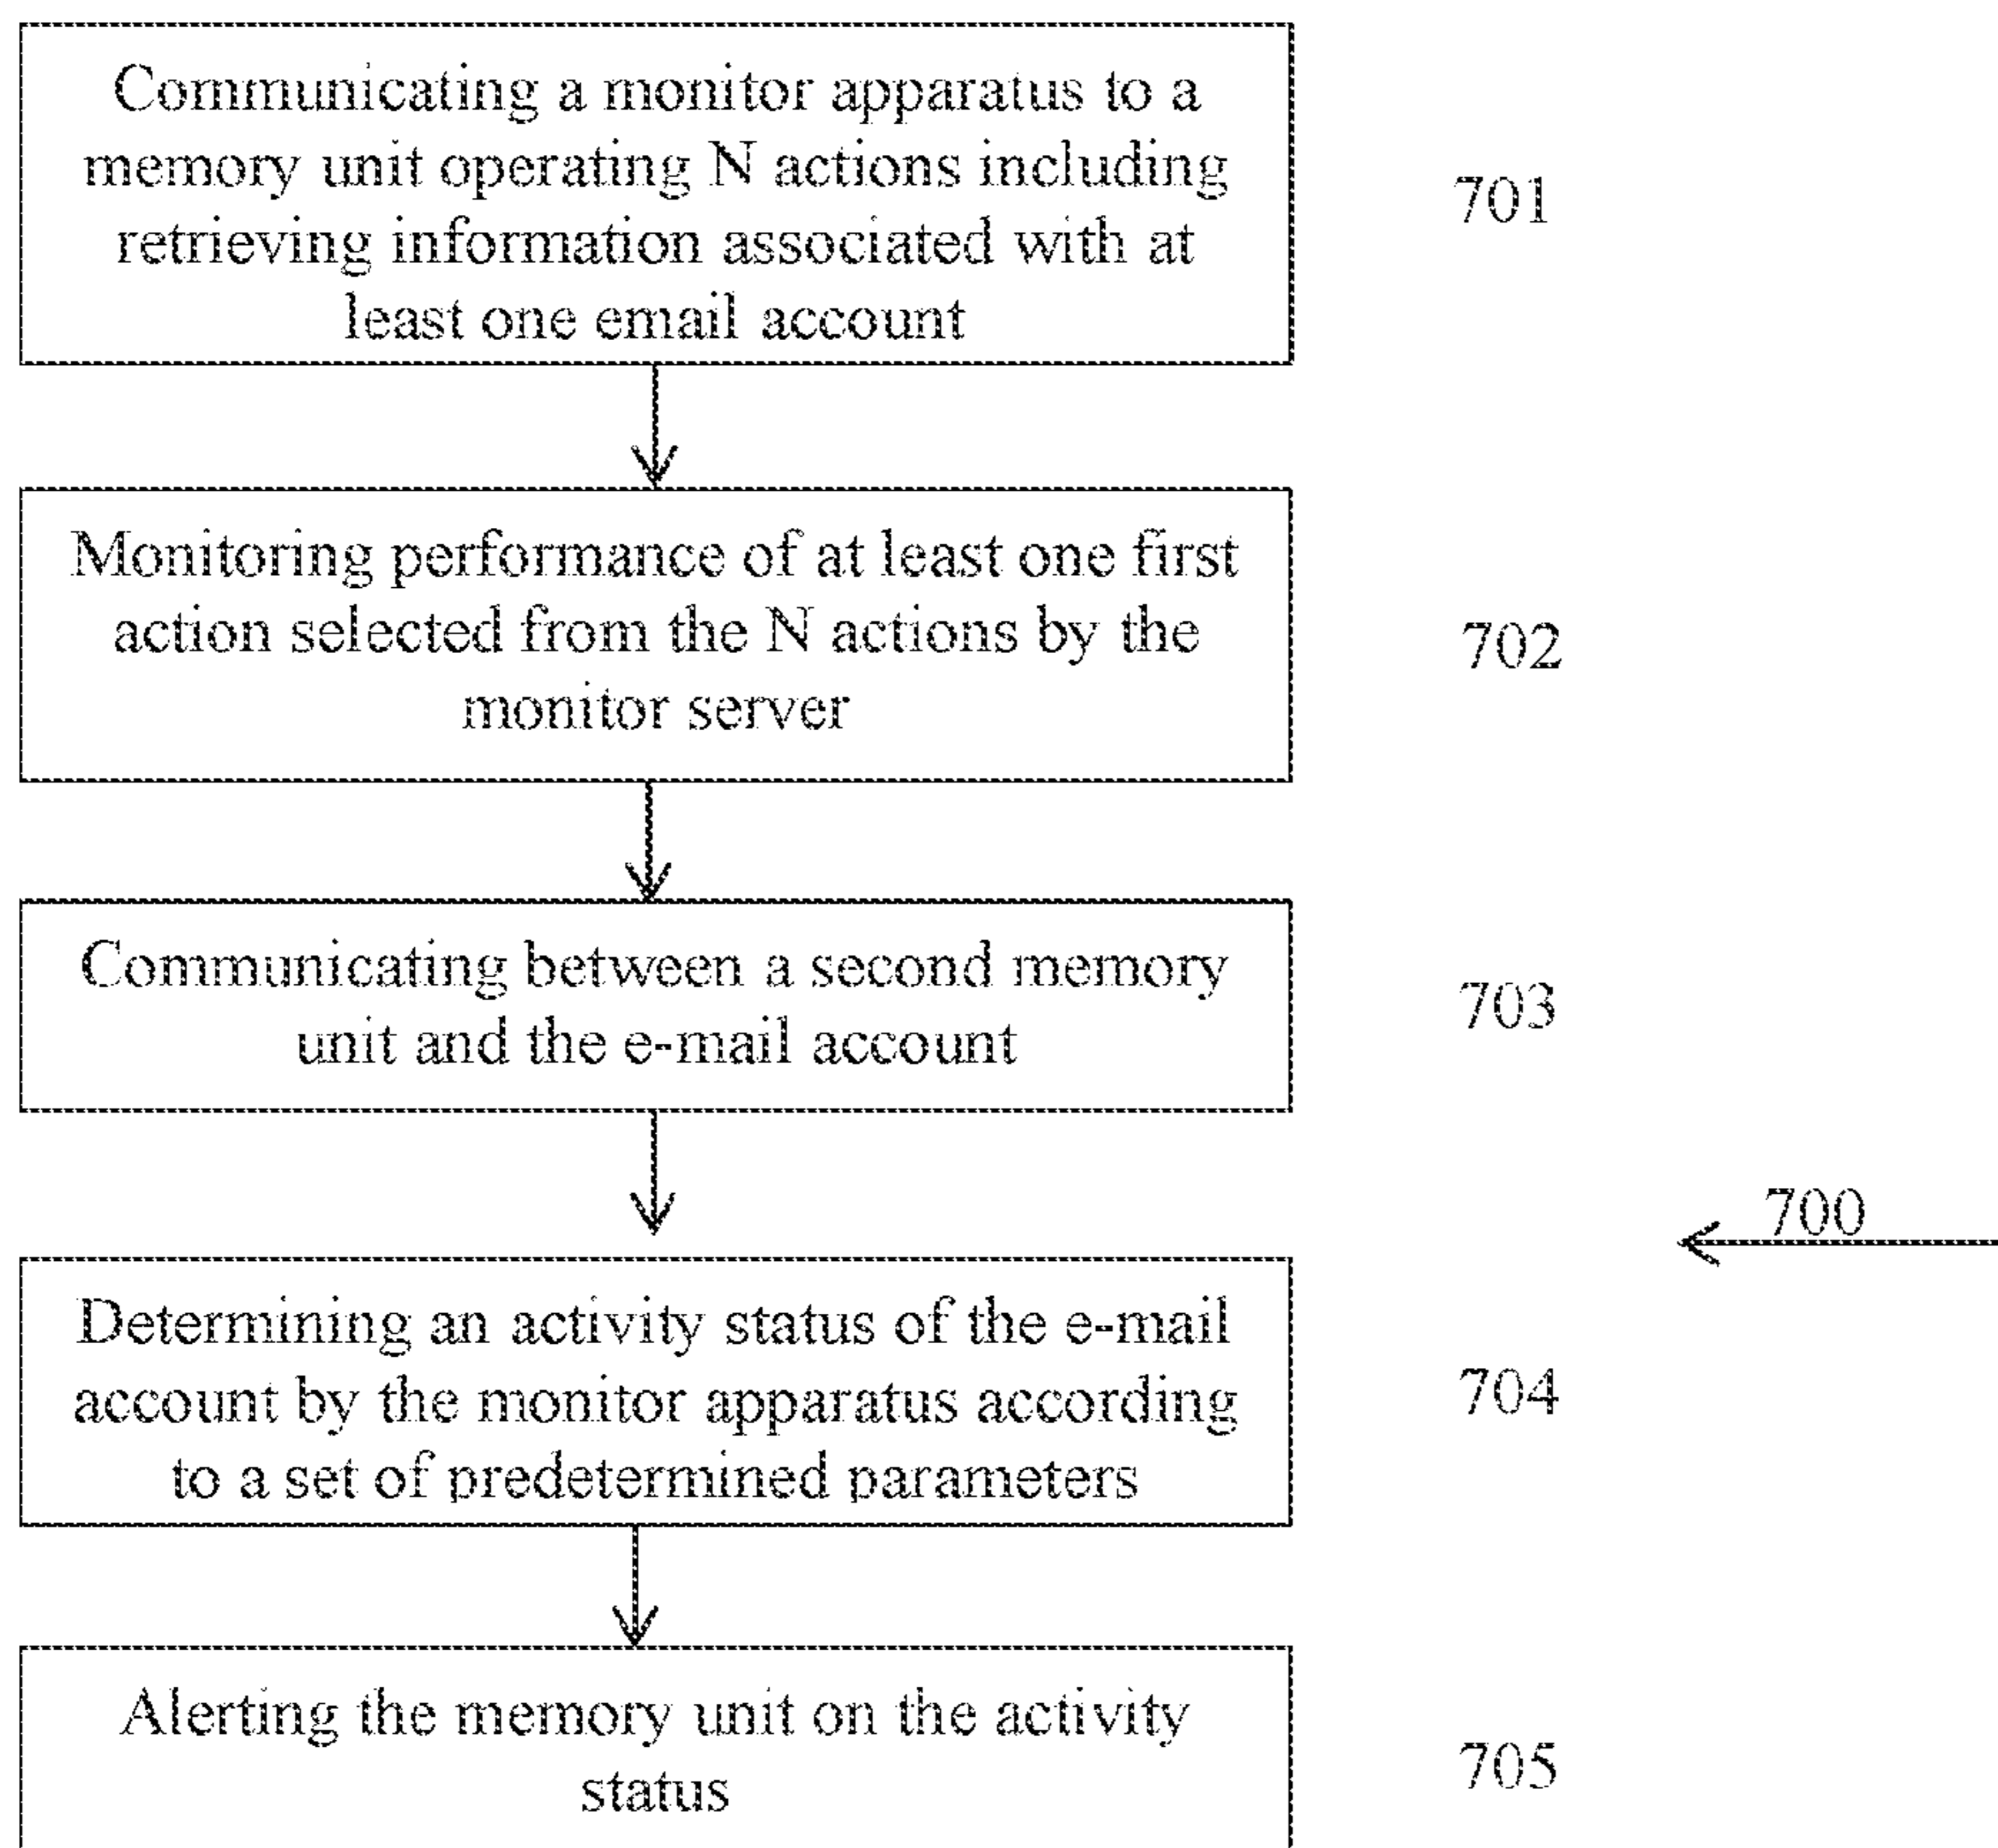 Communicating a monitor apparatus to a
memory unit operating N actions including
retrieving information associated with at
least one email account
701
Monitoring performance of at least one first
action selected from the N actions by the
monitor server
702
Communicating between a second memory
unit and the e-mail account
703
700
Determining an activity status of the e-mail
account by the monitor apparatus according
to a set of predetermined parameters
704
Alerting the memory unit on the activity
status
705